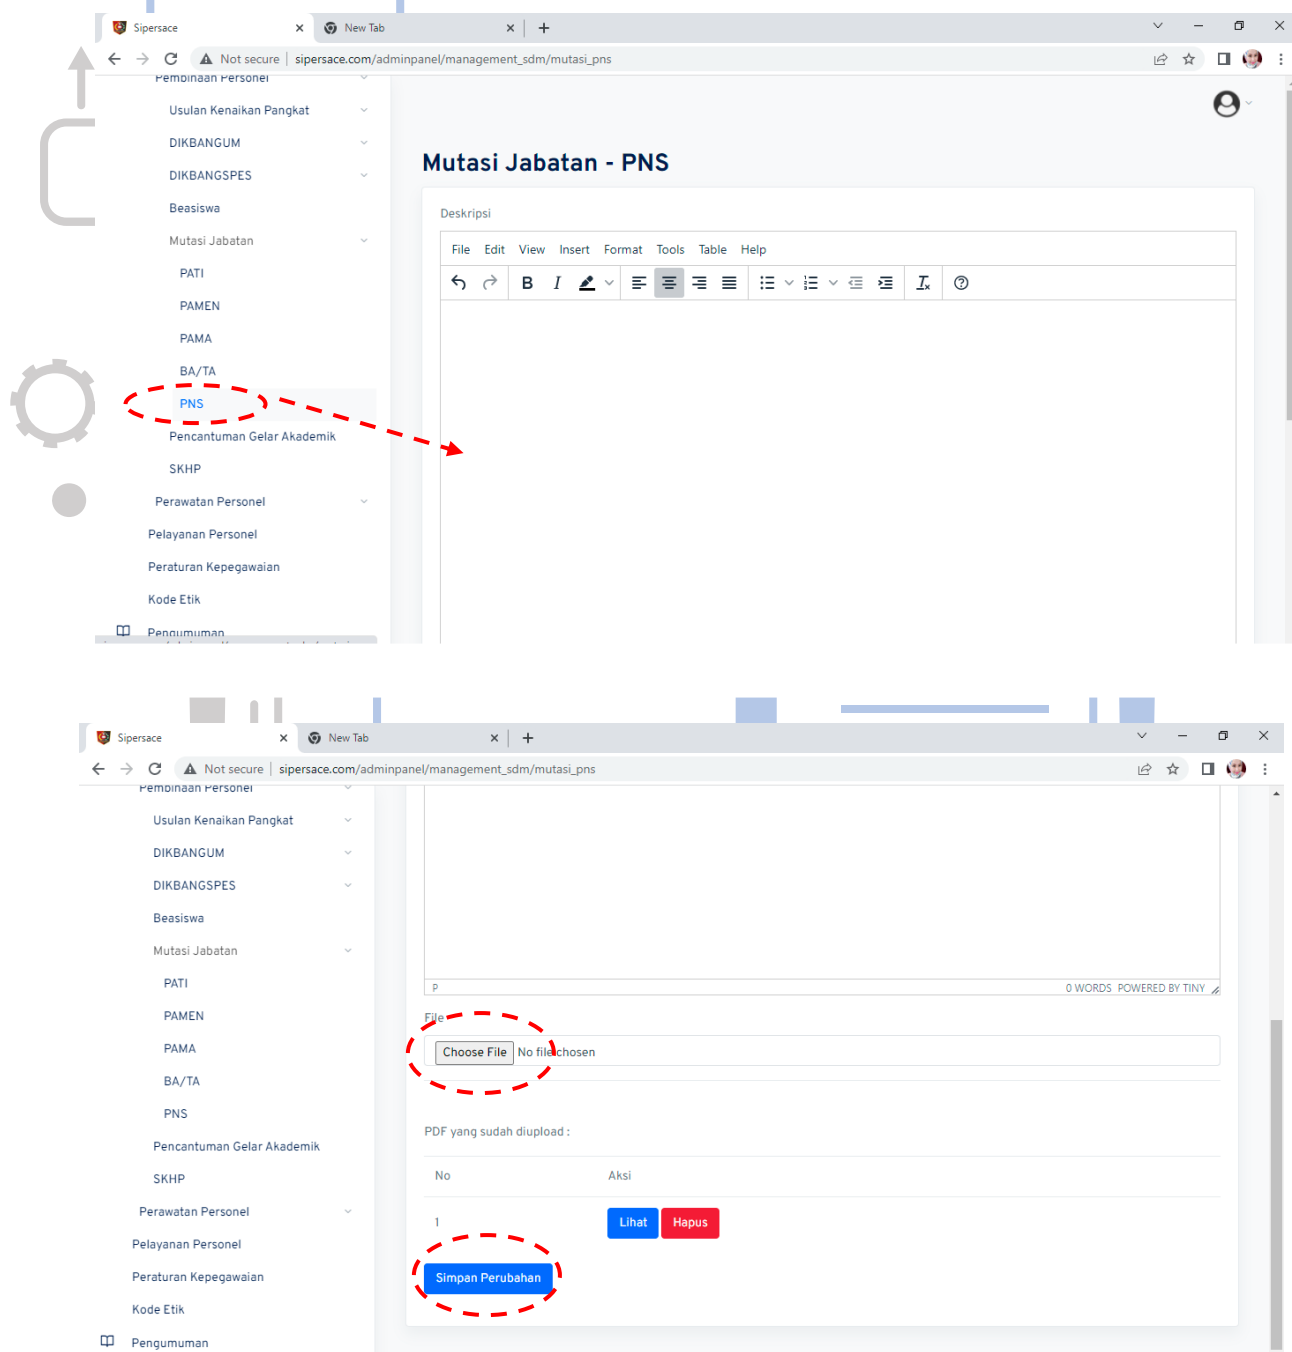 Sipersace
New Tab
Not secure | sipersace.com/adminpanel/management_sdm/mutasi_pns
Pembinaan Personel
Usulan Kenaikan Pangkat
DIKBANGUM
DIKBANGSPES
Beasiswa
Mutasi Jabatan
PATI
PAMEN
PAMA
BA/TA
PNS
Pencantuman Gelar Akademik
SKHP
Perawatan Personel
Pelayanan Personel
Peraturan Kepegawaian
Kode Etik
Pengumuman
Mutasi Jabatan - PNS
Deskripsi
File Edit View Insert Format Tools Table Help
Sipersace
New Tab
Not secure | sipersace.com/adminpanel/management_sdm/mutasi_pns
Pembinaan Personel
Usulan Kenaikan Pangkat
DIKBANGUM
DIKBANGSPES
Beasiswa
Mutasi Jabatan
PATI
PAMEN
PAMA
BA/TA
PNS
Pencantuman Gelar Akademik
SKHP
Perawatan Personel
Pelayanan Personel
Peraturan Kepegawaian
Kode Etik
Pengumuman
P
0 WORDS POWERED BY TINY
File
Choose File No file chosen
PDF yang sudah diupload :
No Aksi
1 Lihat Hapus
Simpan Perubahan